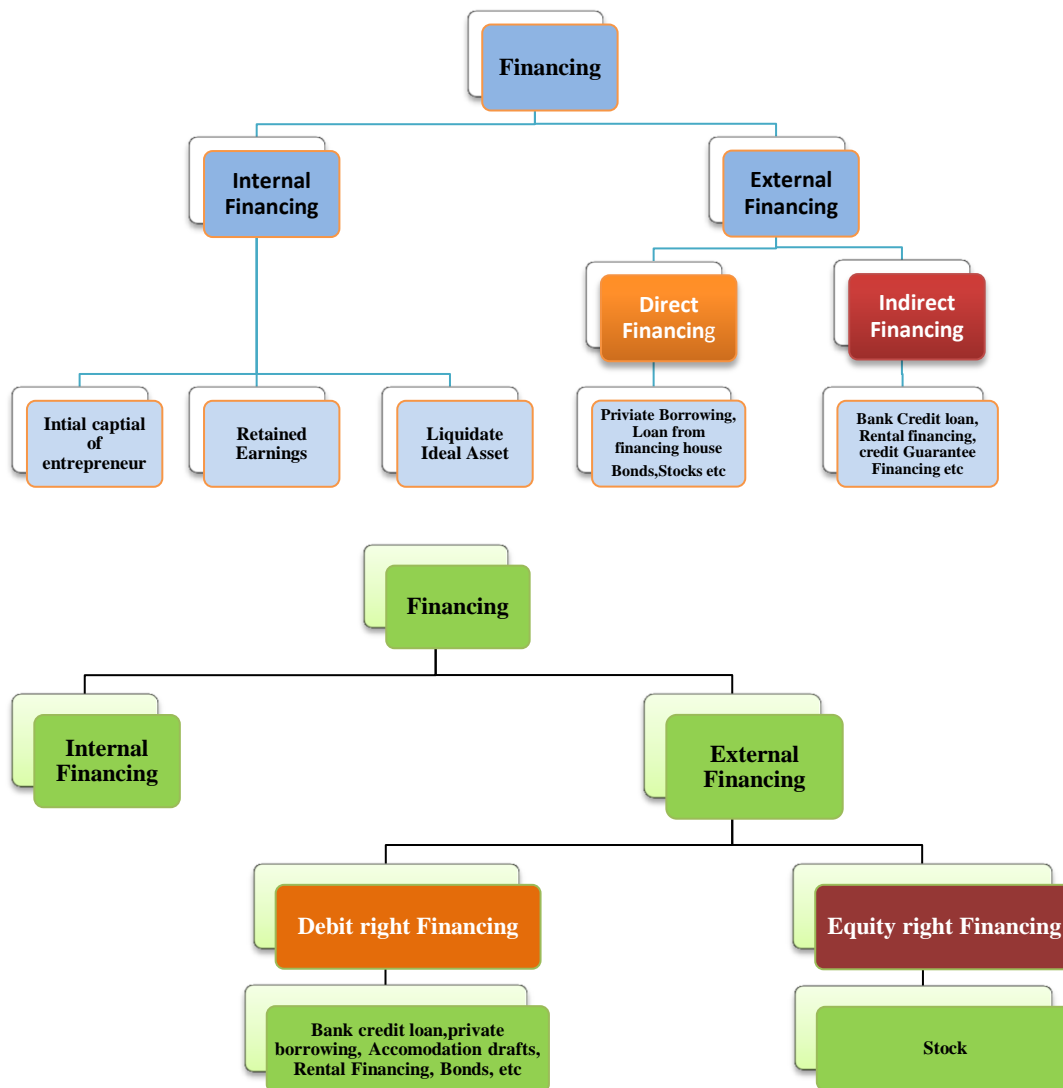 Financing
Internal
Financing
External
Financing
Direct
Financing
Indirect
Financing
Intial captial
of
entrepreneur
Retained
Earnings
Liquidate
Ideal Asset
Priviate Borrowing,
Loan from
financing house
Bonds,Stocks etc
Bank Credit loan,
Rental financing,
credit Guarantee
Financing etc
Financing
Internal
Financing
External
Financing
Debit right Financing
Equity right Financing
Bank credit loan,private
borrowing, Accomodation drafts,
Rental Financing, Bonds, etc
Stock